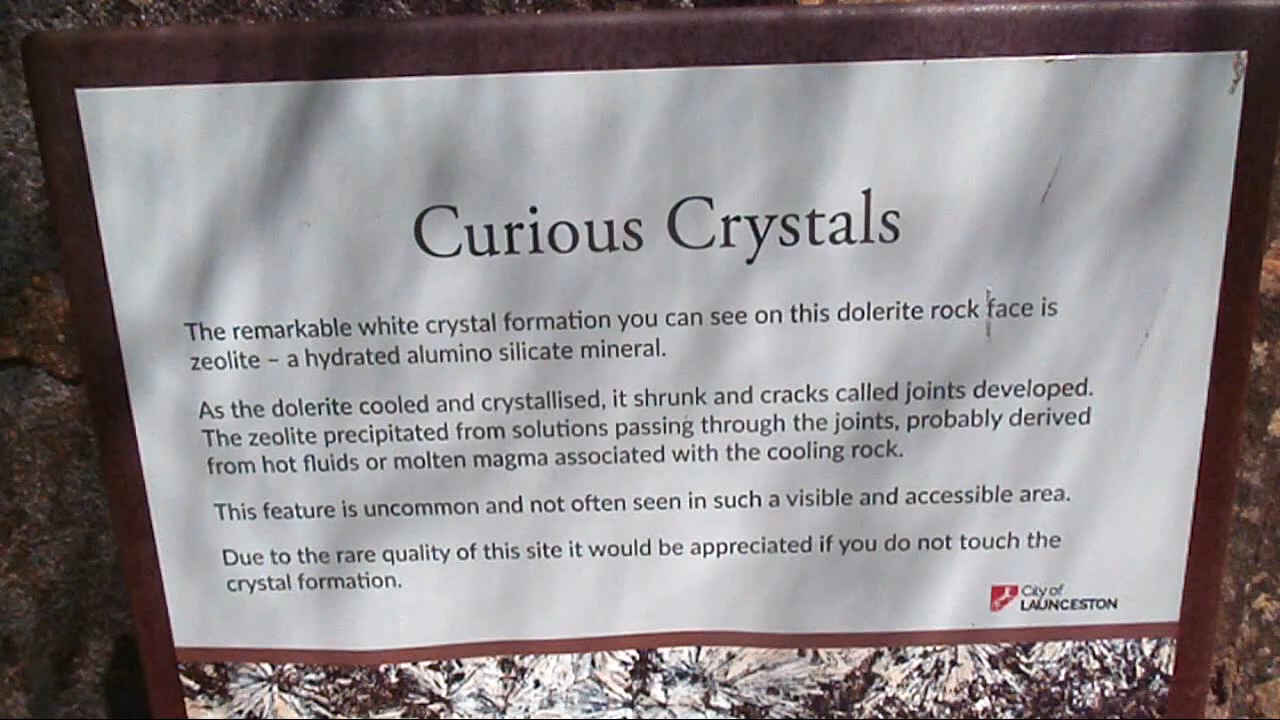 Curious Crystals
The remarkable white crystal formation you can see on this dolerite rock face is
zeolite – a hydrated alumino silicate mineral.
As the dolerite cooled and crystallised, it shrunk and cracks called joints developed.
The zeolite precipitated from solutions passing through the joints, probably derived
from hot fluids or molten magma associated with the cooling rock.
This feature is uncommon and not often seen in such a visible and accessible area.
Due to the rare quality of this site it would be appreciated if you do not touch the
crystal formation.
City of
LAUNCESTON